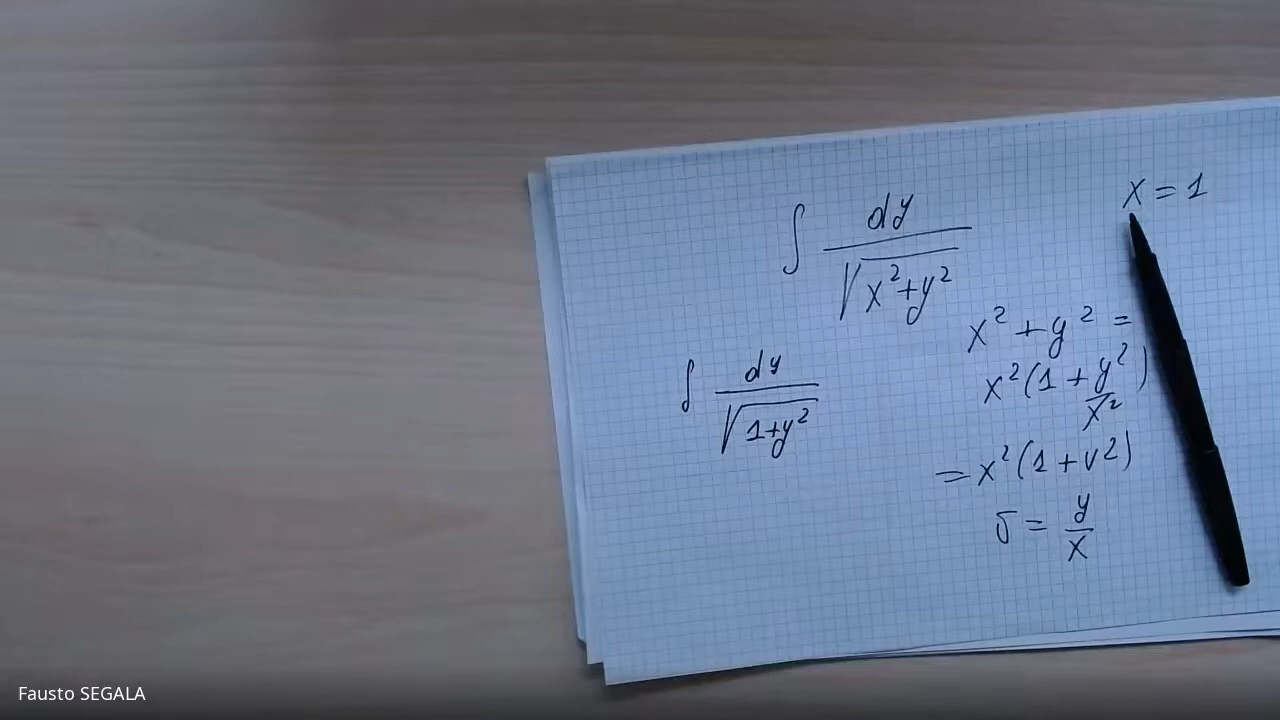 x = 1
∫ dy / √(x² + y²)
x² + y² =
x² (1 + y² / x²)
∫ dy / √(1 + y²)
= x² (1 + v²)
v = y / x
Fausto SEGALA